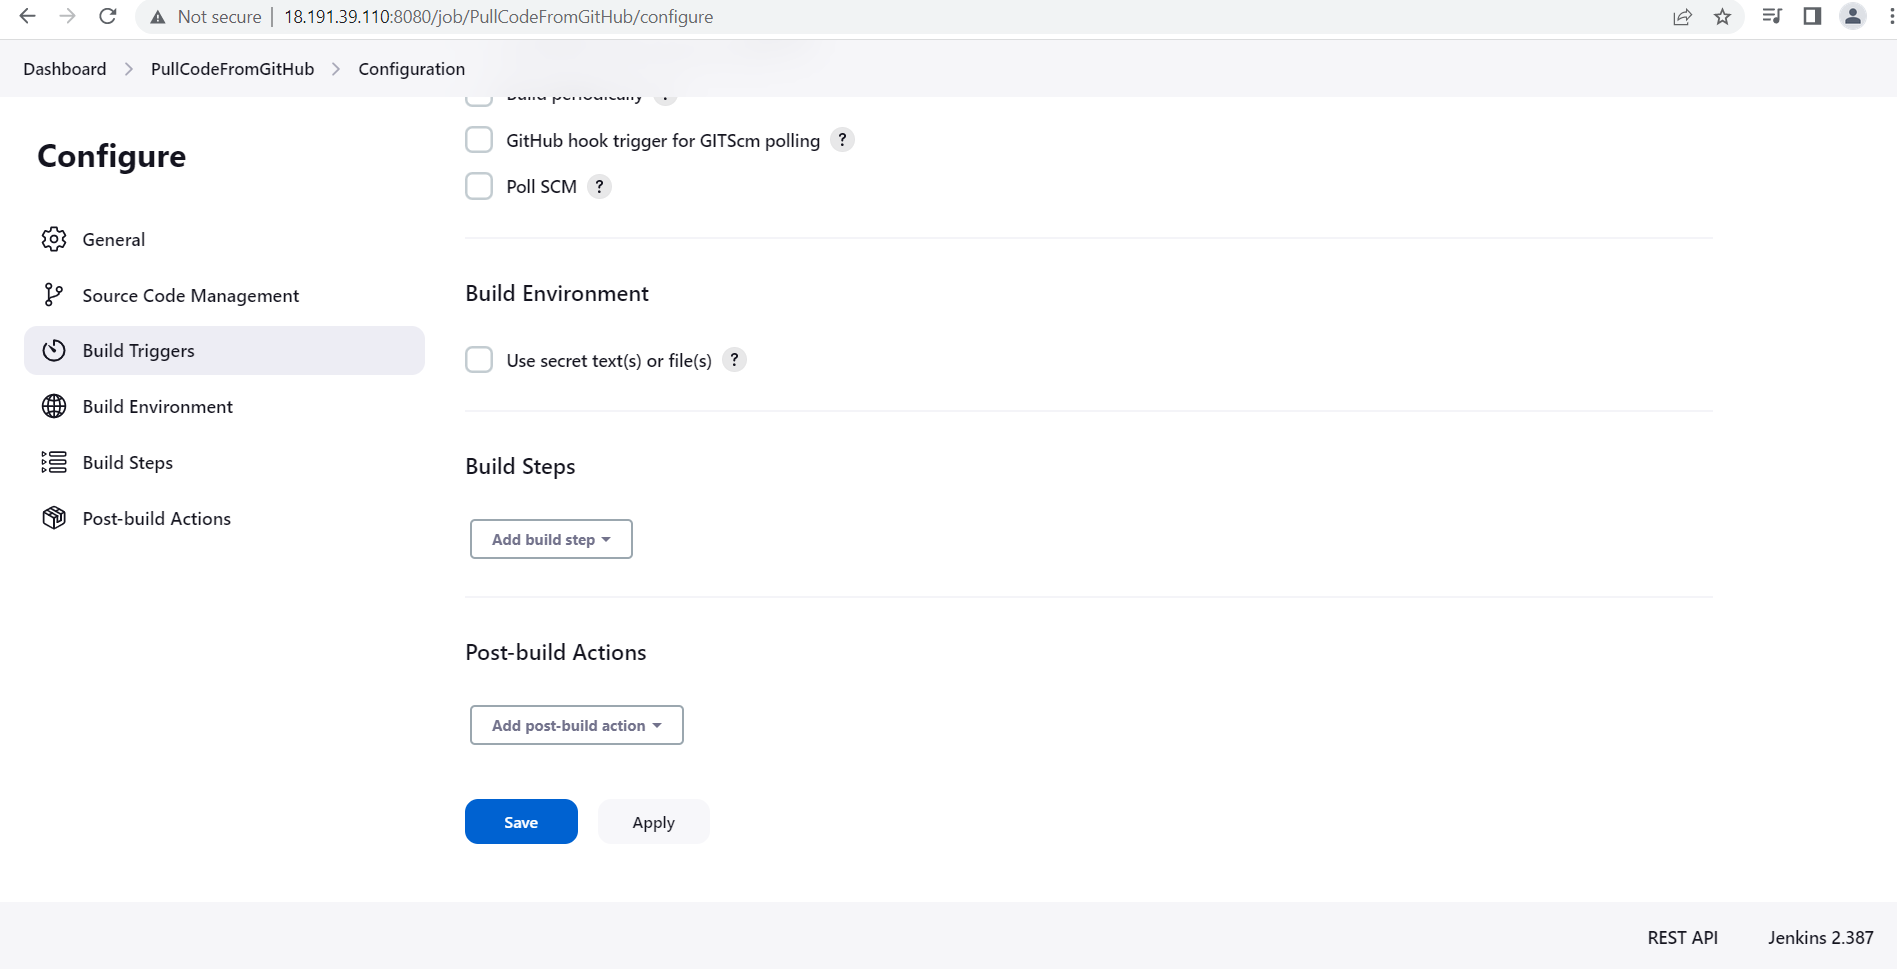 Not secure | 18.191.39.110:8080/job/PullCodeFromGitHub/configure
Dashboard > PullCodeFromGitHub > Configuration
Build periodically ?
Configure
GitHub hook trigger for GITScm polling ?
Poll SCM ?
General
Source Code Management
Build Triggers
Build Environment
Build Steps
Post-build Actions
Build Environment
Use secret text(s) or file(s) ?
Build Steps
Add build step
Post-build Actions
Add post-build action
Save Apply
REST API Jenkins 2.387